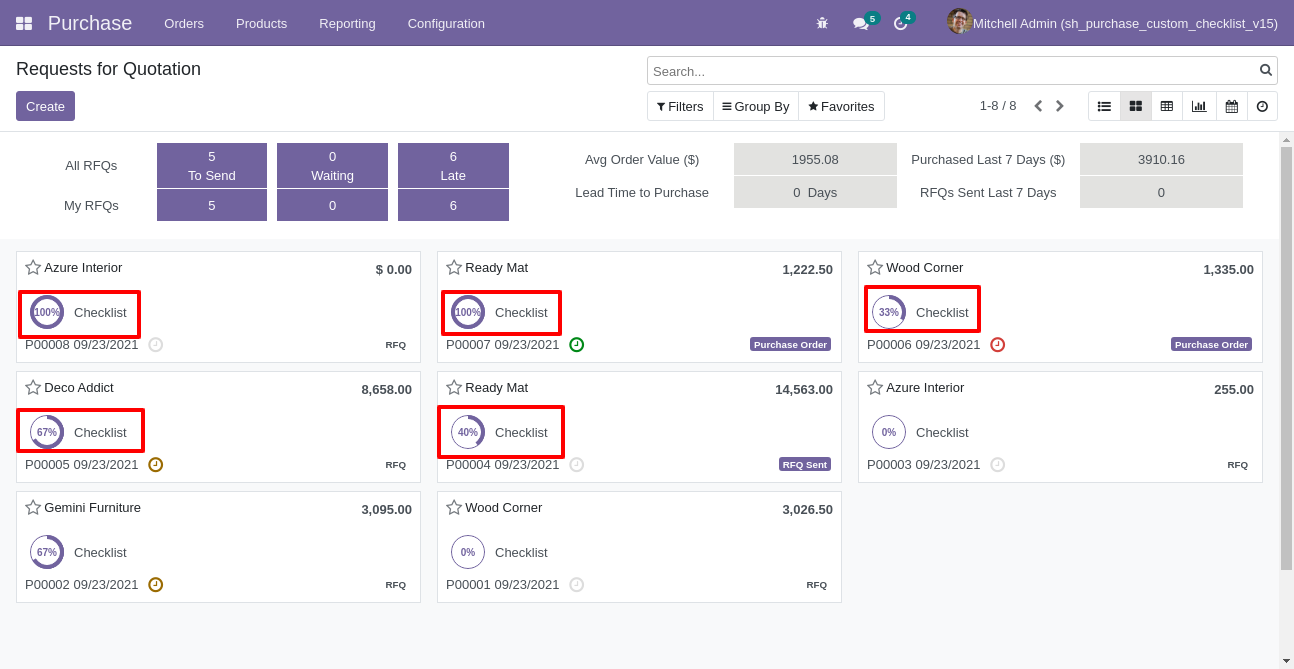 Purchase Orders Products Reporting Configuration 5 4 Mitchell Admin (sh_purchase_custom_checklist_v15)
Requests for Quotation
Search...
Create
Filters Group By Favorites 1-8 / 8
All RFQs 5 To Send 0 Waiting 6 Late
My RFQs 5 0 6
Avg Order Value ($) 1955.08 Purchased Last 7 Days ($) 3910.16
Lead Time to Purchase 0 Days RFQs Sent Last 7 Days 0
Azure Interior $ 0.00
100% Checklist
P00008 09/23/2021 RFQ
Ready Mat 1,222.50
100% Checklist
P00007 09/23/2021 Purchase Order
Wood Corner 1,335.00
33% Checklist
P00006 09/23/2021 Purchase Order
Deco Addict 8,658.00
67% Checklist
P00005 09/23/2021 RFQ
Ready Mat 14,563.00
40% Checklist
P00004 09/23/2021 RFQ Sent
Azure Interior 255.00
0% Checklist
P00003 09/23/2021 RFQ
Gemini Furniture 3,095.00
67% Checklist
P00002 09/23/2021 RFQ
Wood Corner 3,026.50
0% Checklist
P00001 09/23/2021 RFQ